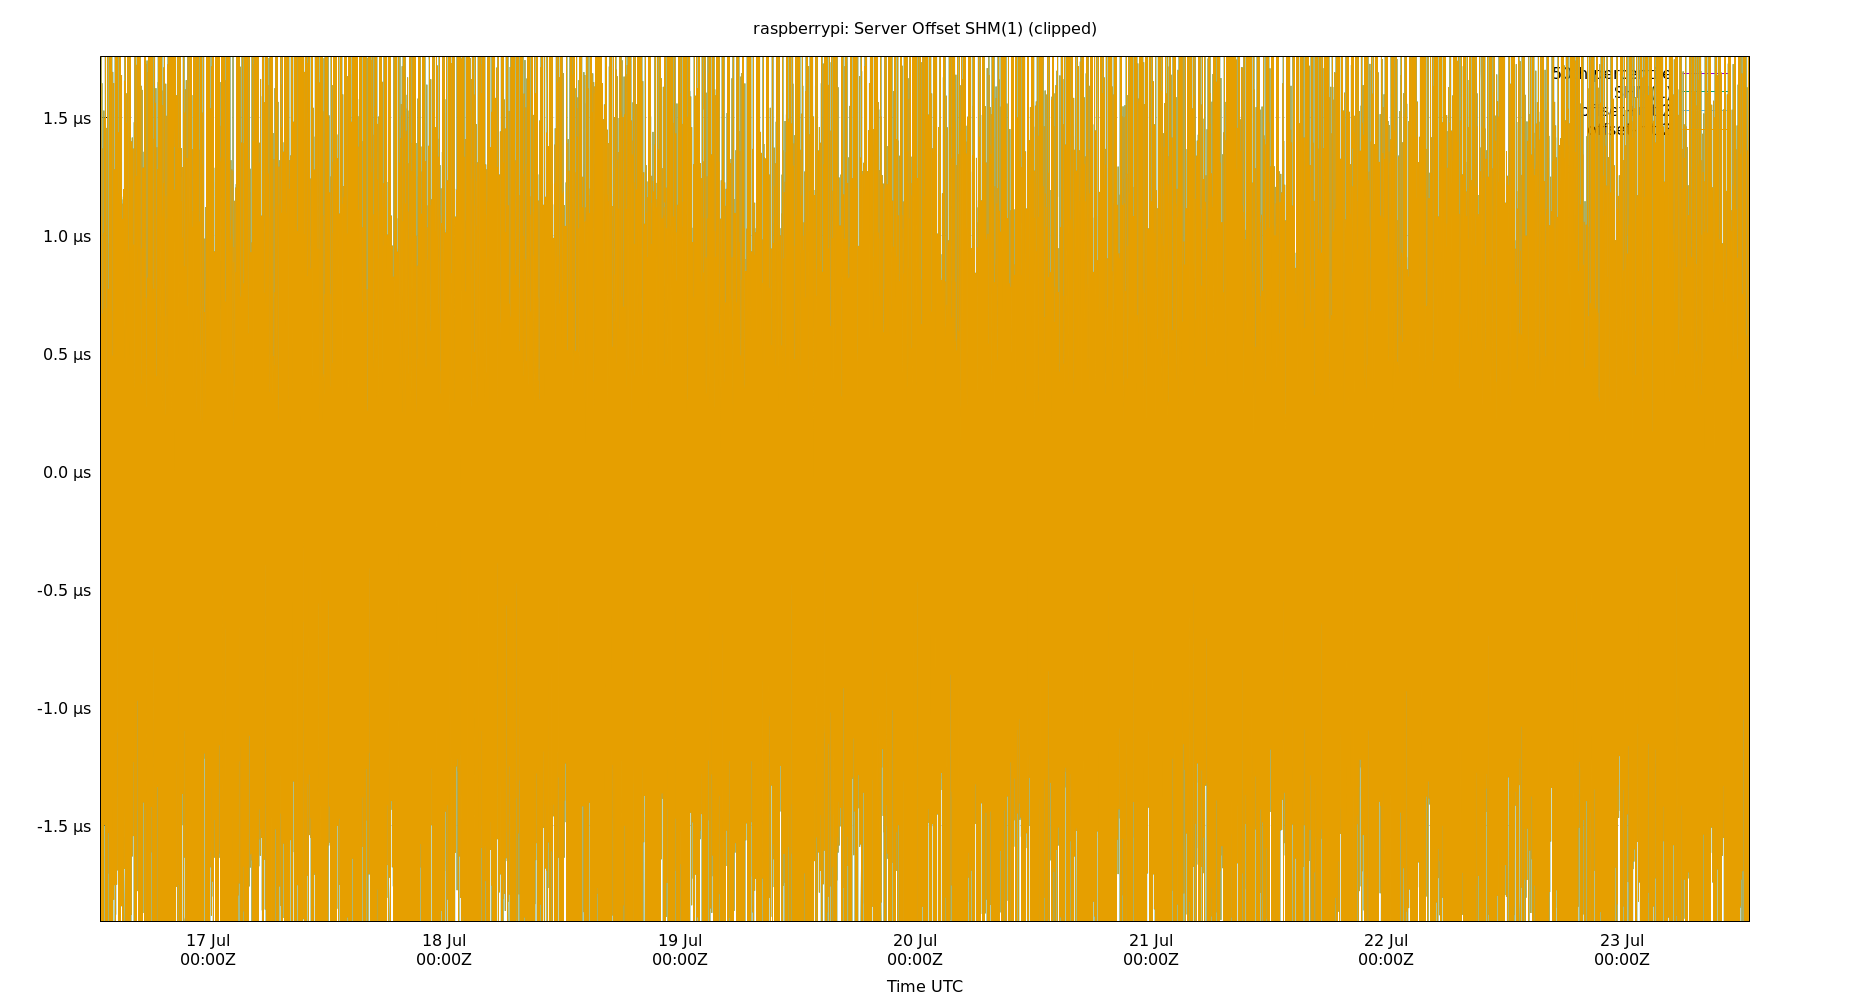 raspberrypi: Server Offset SHM(1) (clipped)
1.5 µs
1.0 µs
0.5 µs
0.0 µs
-0.5 µs
-1.0 µs
-1.5 µs
17 Jul 18 Jul 19 Jul 20 Jul 21 Jul 22 Jul 23 Jul
00:00Z 00:00Z 00:00Z 00:00Z 00:00Z 00:00Z 00:00Z
Time UTC